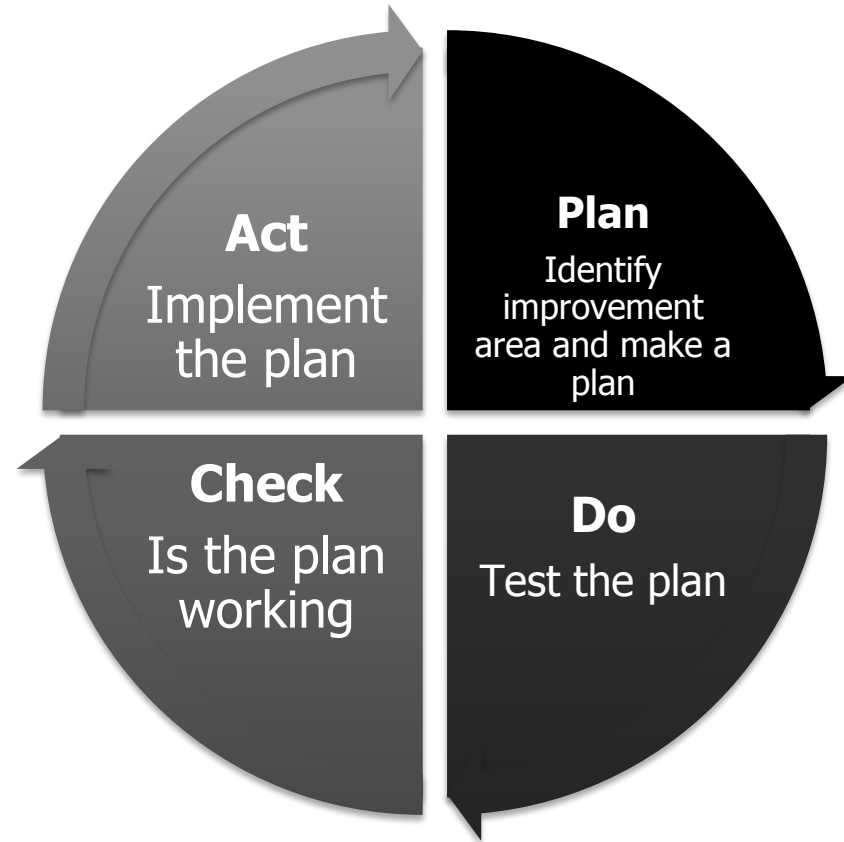 Act
Implement
the plan
Plan
Identify
improvement
area and make a
plan
Check
Is the plan
working
Do
Test the plan